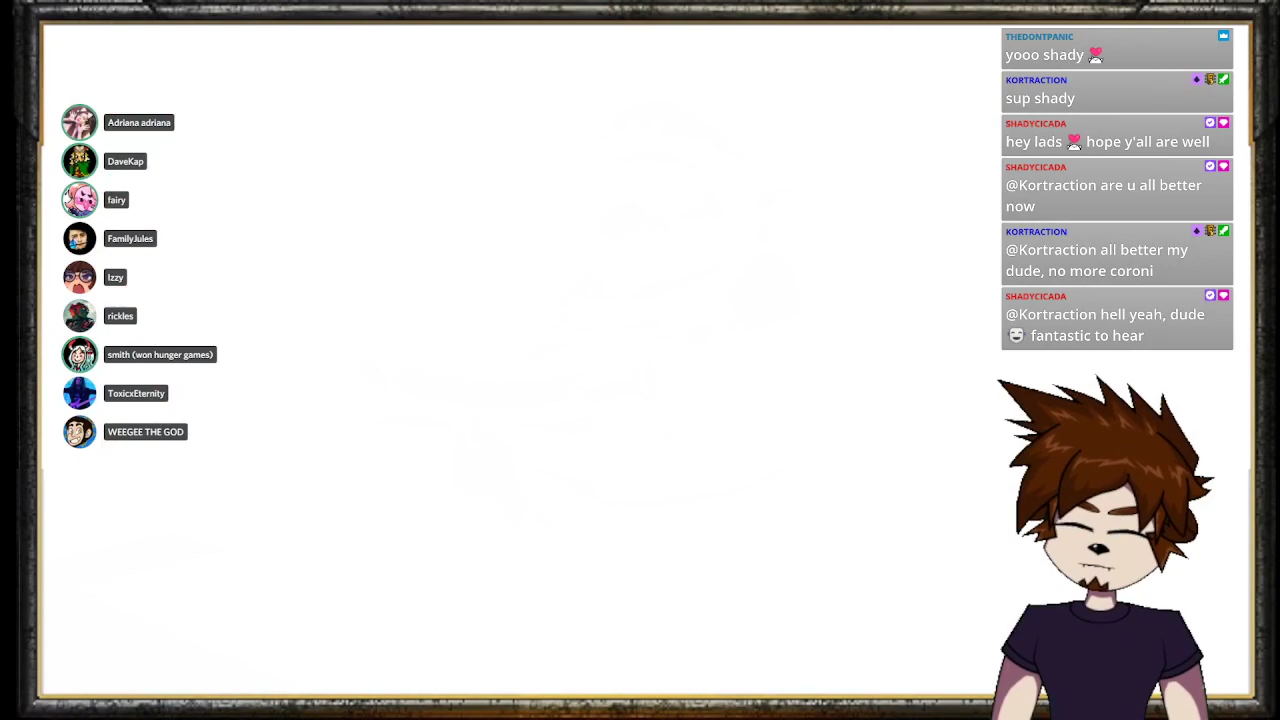 Adriana adriana
DaveKap
fairy
FamilyJules
Izzy
rickles
smith (won hunger games)
ToxicxEternity
WEEGEE THE GOD
THEDONTPANIC
yooo shady
KORTRACTION
sup shady
SHADYCICADA
hey lads hope y'all are well
SHADYCICADA
@Kortraction are u all better
now
KORTRACTION
@Kortraction all better my
dude, no more coroni
SHADYCICADA
@Kortraction hell yeah, dude
fantastic to hear